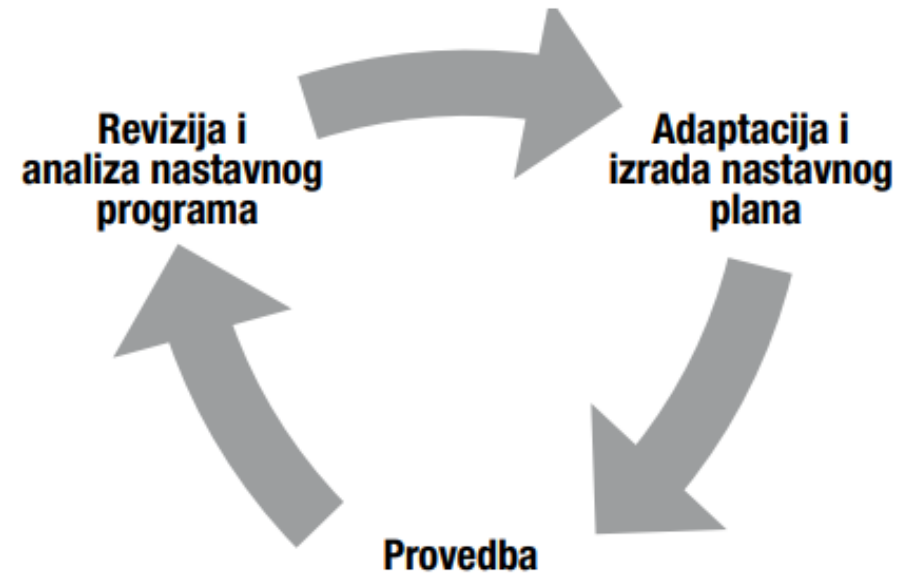 Revizija i
analiza nastavnog
programa
Adaptacija i
izrada nastavnog
plana
Provedba